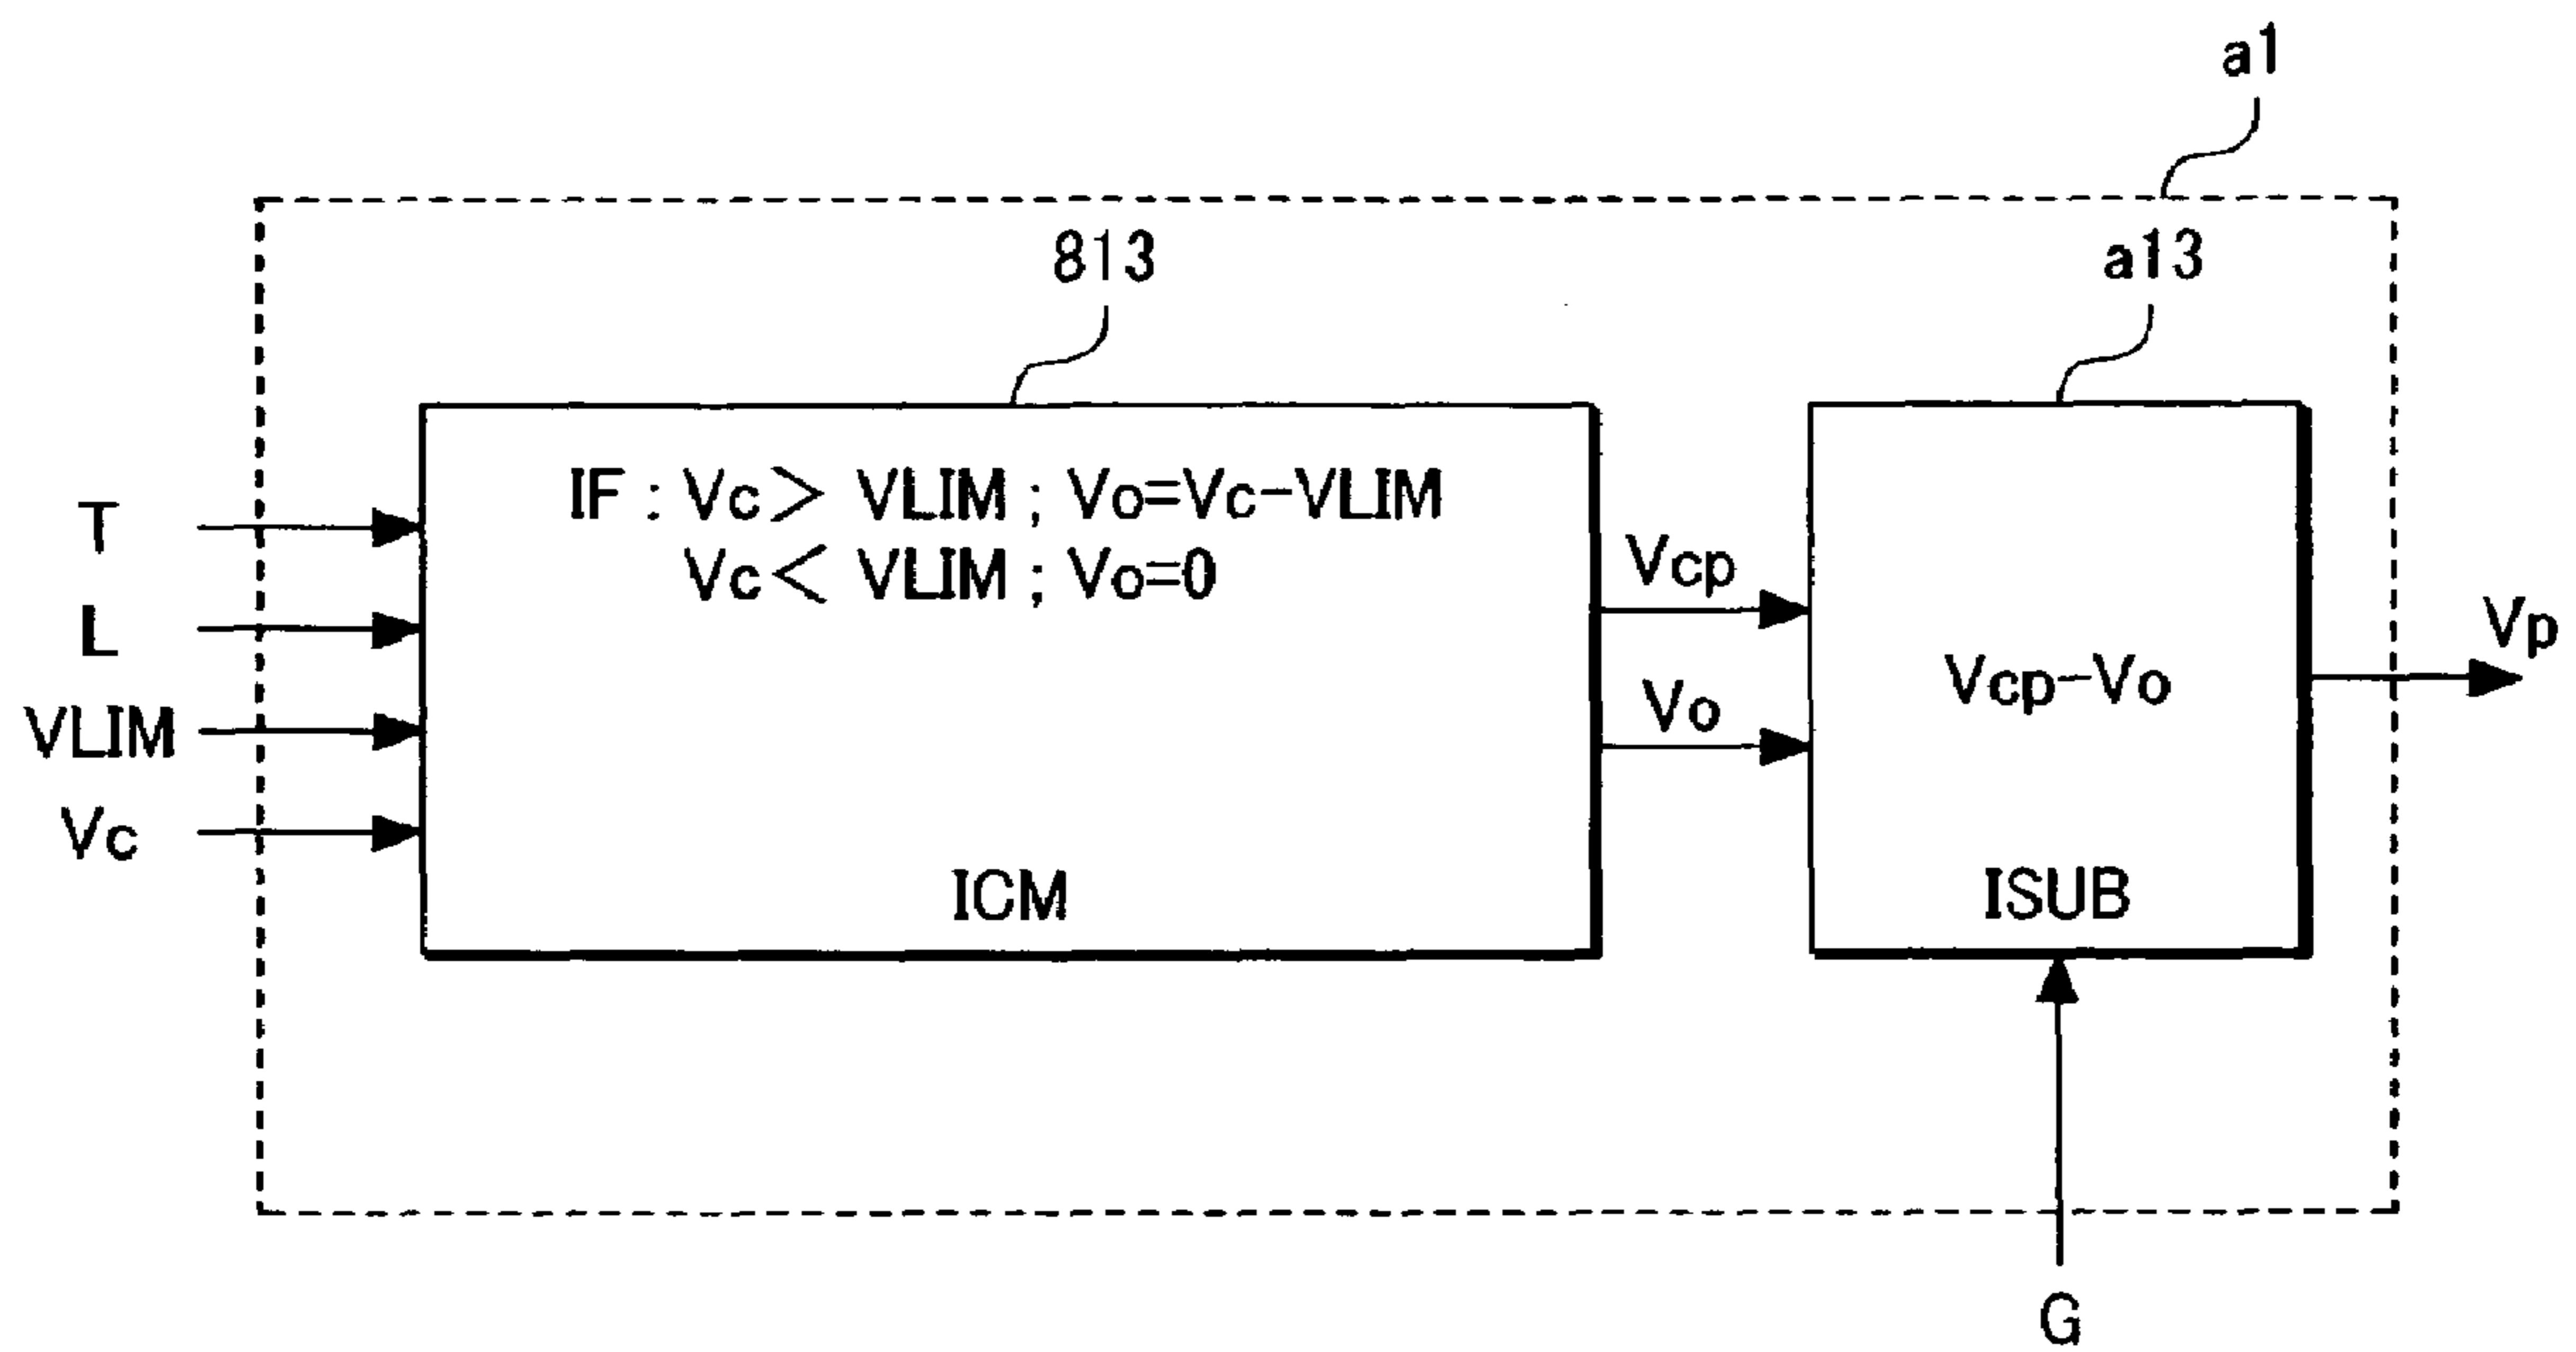 a1
813
a13
IF : Vc > VLIM ; Vo=Vc-VLIM
Vc < VLIM ; Vo=0
T
L
VLIM
Vc
ICM
Vcp
Vo
Vcp-Vo
ISUB
Vp
G